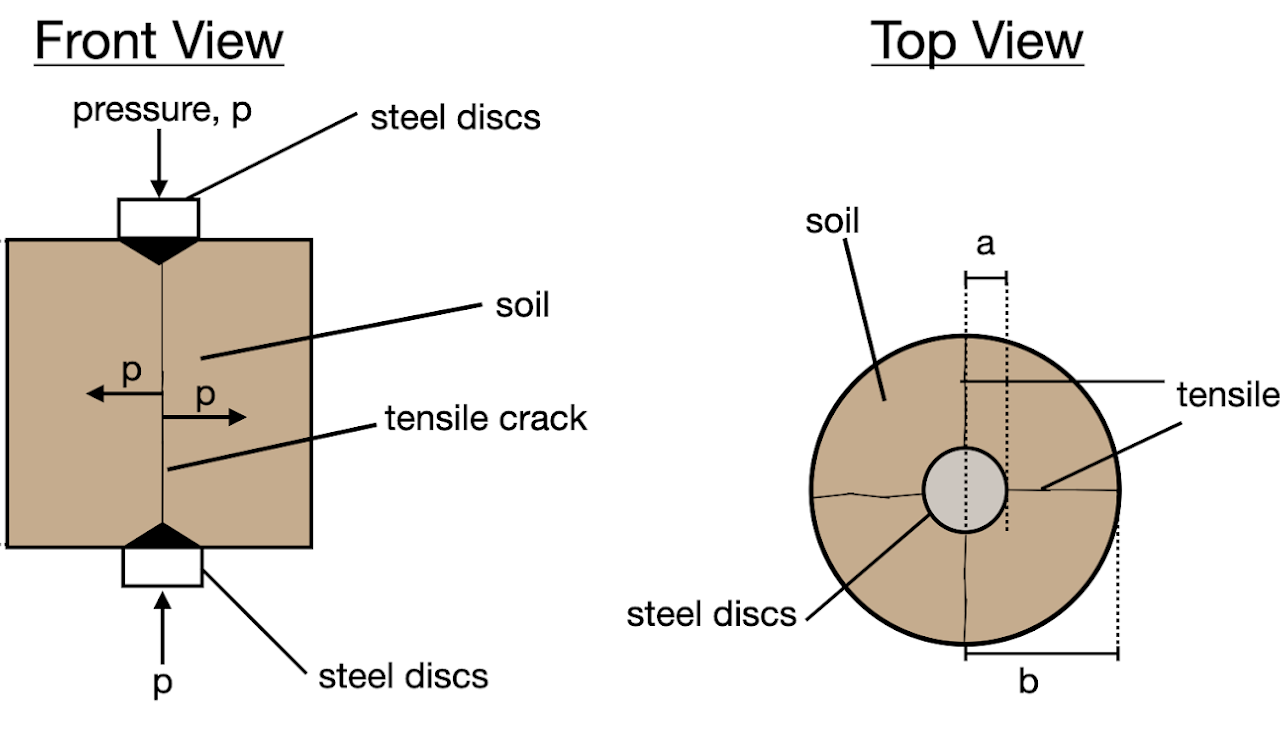 Front View
pressure, p
steel discs
soil
p
p
tensile crack
p
steel discs
Top View
soil
a
tensile
steel discs
b